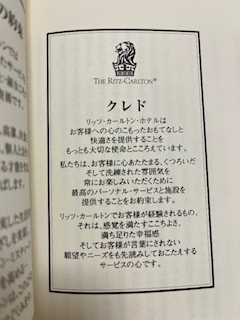 THE RITZ-CARLTON®
クレド
リッツ・カールトン・ホテルは
お客様への心のこもったおもてなしと
快適さを提供することを
もっとも大切な使命とこころえています。
私たちは、お客様に心あたたまる、くつろいだ
そして洗練された雰囲気を
常にお楽しみいただくために
最高のパーソナル・サービスと施設を
提供することをお約束します。
リッツ・カールトンでお客様が経験されるもの、
それは、感覚を満たすここちよさ、
満ち足りた幸福感
そしてお客様が言葉にされない
願望やニーズをも先読みしておこたえする
サービスの心です。